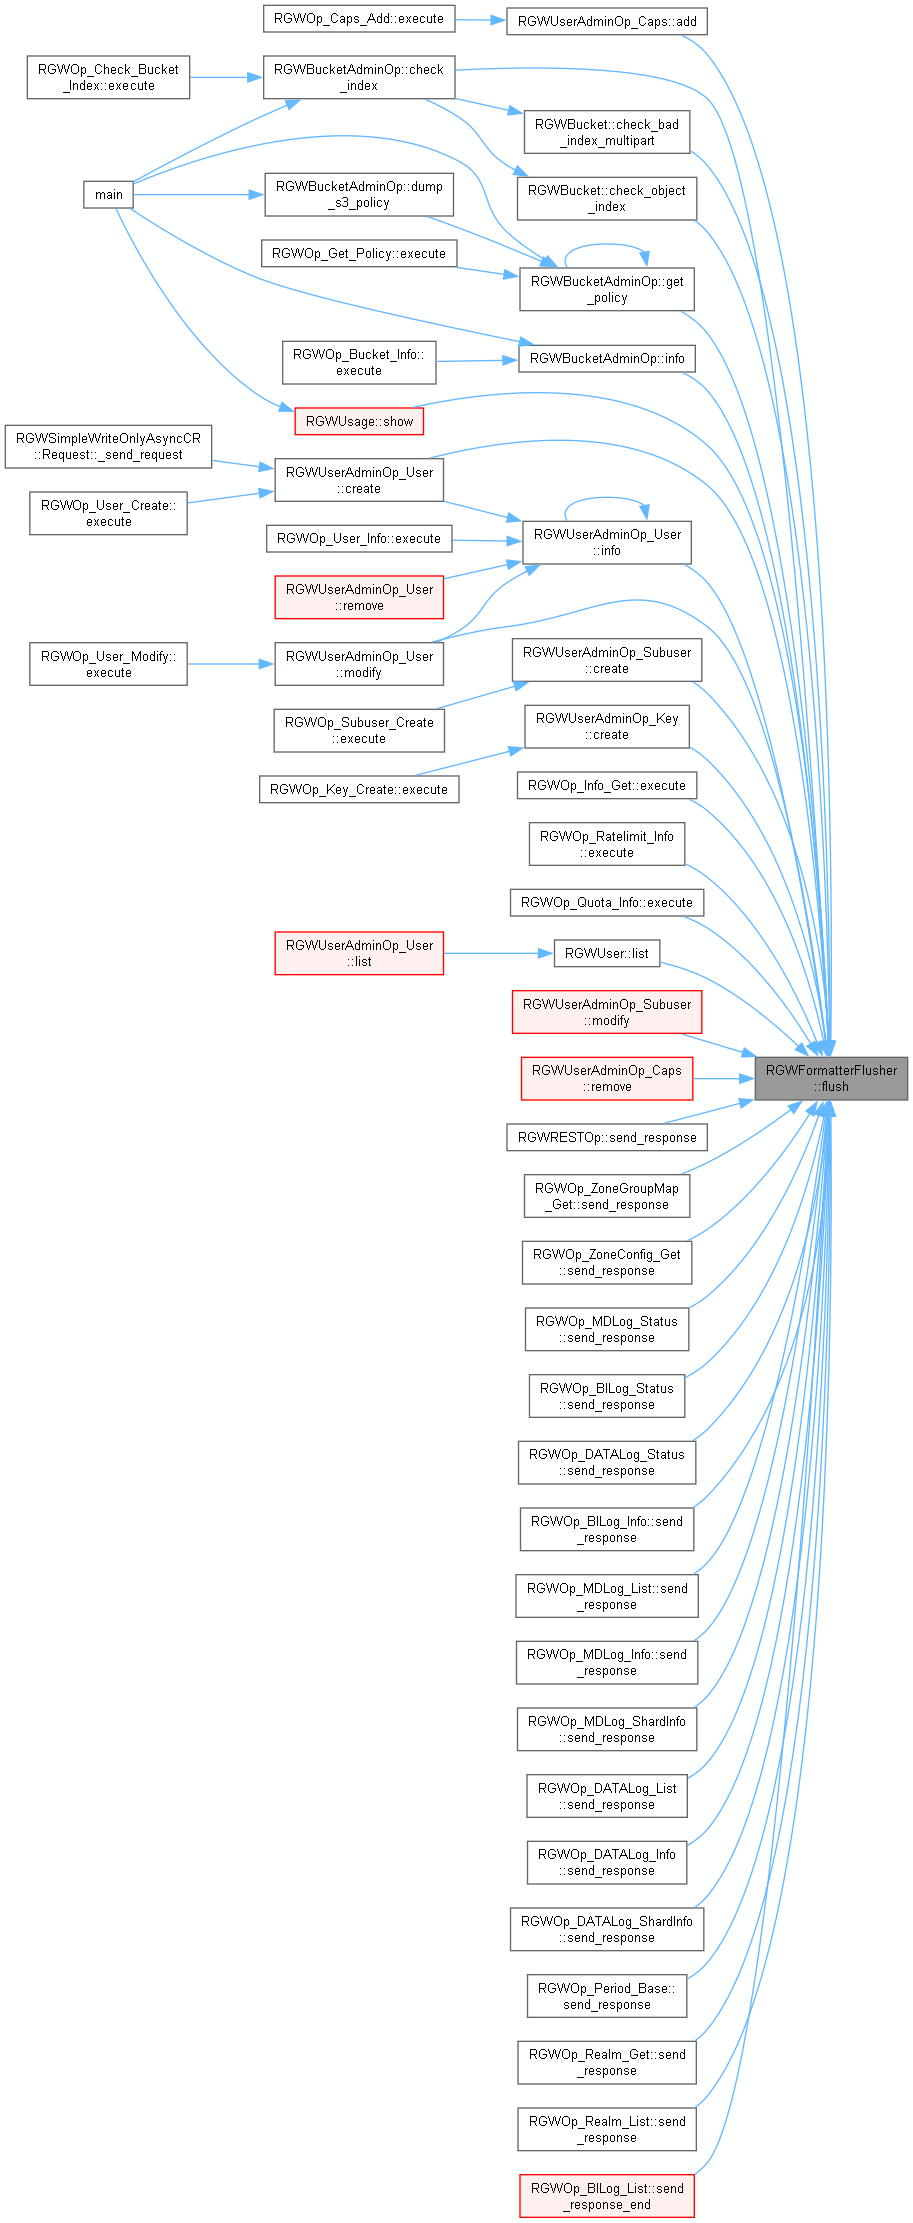 RGWOp_Caps_Add::execute
RGWUserAdminOp_Caps::add
RGWOp_Check_Bucket
_Index::execute
RGWBucketAdminOp::check
_index
RGWBucket::check_bad
_index_multipart
main
RGWBucketAdminOp::dump
_s3_policy
RGWBucket::check_object
_index
RGWOp_Get_Policy::execute
RGWBucketAdminOp::get
_policy
RGWOp_Bucket_Info::
execute
RGWBucketAdminOp::info
RGWUsage::show
RGWSimpleWriteOnlyAsyncCR
::Request::_send_request
RGWUserAdminOp_User
::create
RGWOp_User_Create::
execute
RGWOp_User_Info::execute
RGWUserAdminOp_User
::info
RGWUserAdminOp_User
::remove
RGWOp_User_Modify::
execute
RGWUserAdminOp_User
::modify
RGWUserAdminOp_Subuser
::create
RGWOp_Subuser_Create
::execute
RGWUserAdminOp_Key
::create
RGWOp_Key_Create::execute
RGWOp_Info_Get::execute
RGWOp_Ratelimit_Info
::execute
RGWOp_Quota_Info::execute
RGWUserAdminOp_User
::list
RGWUser::list
RGWUserAdminOp_Subuser
::modify
RGWUserAdminOp_Caps
::remove
RGWFormatterFlusher
::flush
RGWRESTOp::send_response
RGWOp_ZoneGroupMap
_Get::send_response
RGWOp_ZoneConfig_Get
::send_response
RGWOp_MDLog_Status
::send_response
RGWOp_BILog_Status
::send_response
RGWOp_DATALog_Status
::send_response
RGWOp_BILog_Info::send
_response
RGWOp_MDLog_List::send
_response
RGWOp_MDLog_Info::send
_response
RGWOp_MDLog_ShardInfo
::send_response
RGWOp_DATALog_List
::send_response
RGWOp_DATALog_Info
::send_response
RGWOp_DATALog_ShardInfo
::send_response
RGWOp_Period_Base::
send_response
RGWOp_Realm_Get::send
_response
RGWOp_Realm_List::send
_response
RGWOp_BILog_List::send
_response_end